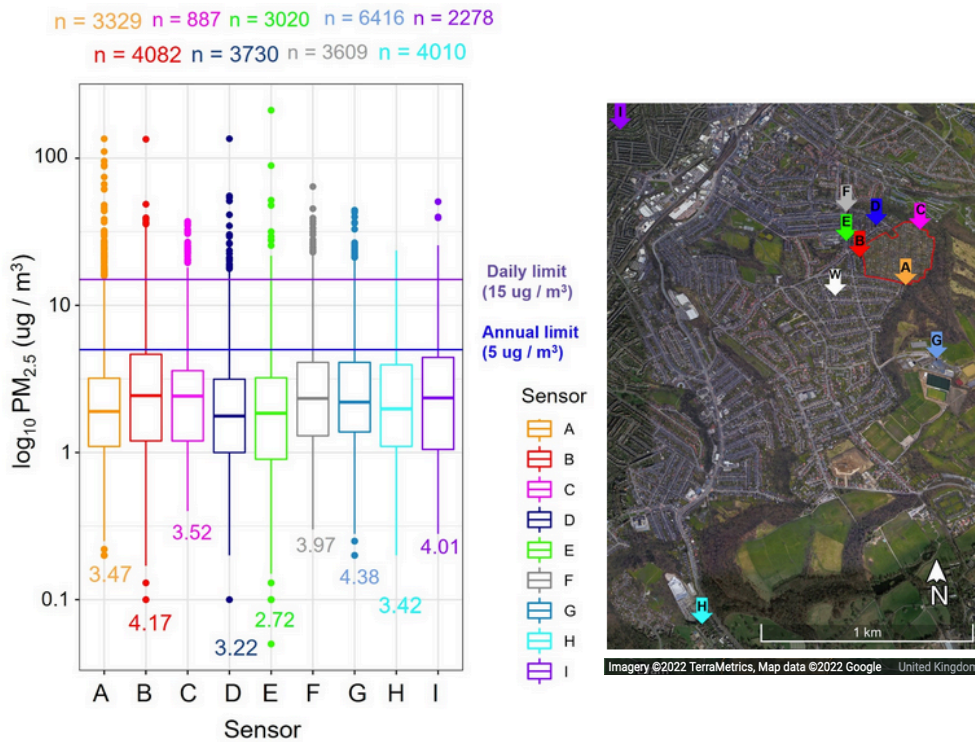 n = 3329 n = 887 n = 3020 n = 6416 n = 2278
n = 4082 n = 3730 n = 3609 n = 4010
log₁₀ PM₂.₅ (ug / m³)
100
10
1
0.1
Daily limit
(15 ug / m³)
Annual limit
(5 ug / m³)
3.47
4.17
3.52
3.22
2.72
3.97
4.38
3.42
4.01
A B C D E F G H I
Sensor
Sensor
A
B
C
D
E
F
G
H
I
I
F
D
C
E
B
A
W
G
H
N
1 km
Imagery ©2022 TerraMetrics, Map data ©2022 Google United Kingdom